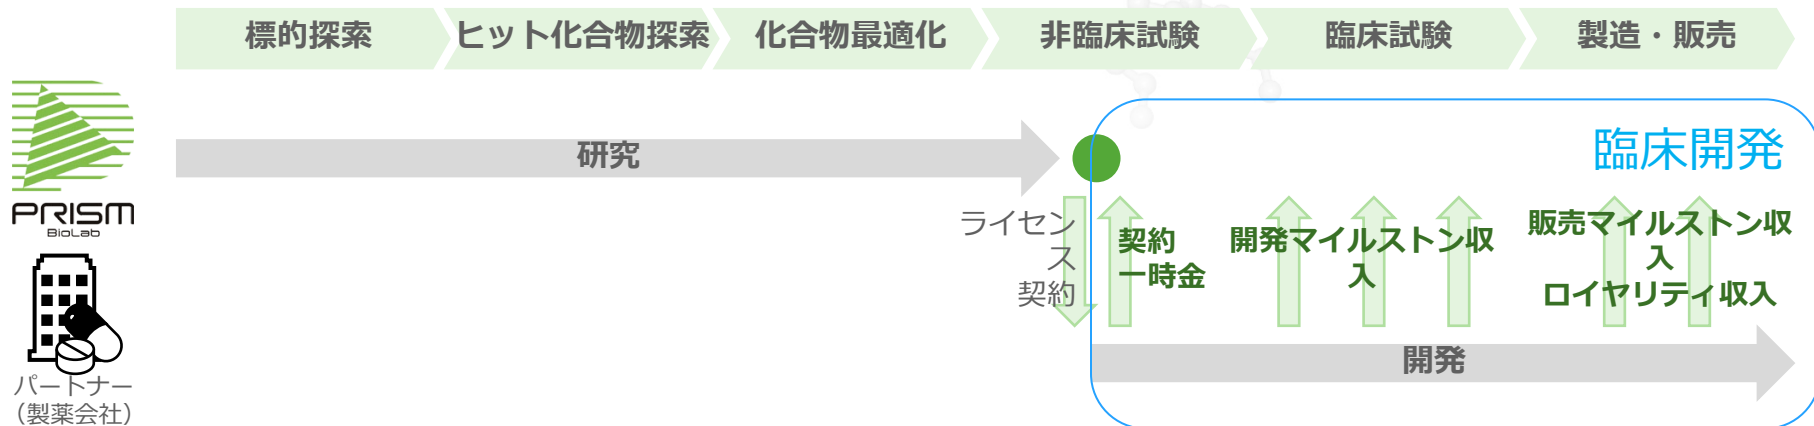 標的探索
ヒット化合物探索
化合物最適化
非臨床試験
臨床試験
製造・販売
PRISM
BioLab
研究
臨床開発
ライセン
ス
契約
契約
一時金
開発マイルストン収
入
販売マイルストン収
入
ロイヤリティ収入
開発
パートナー
（製薬会社）